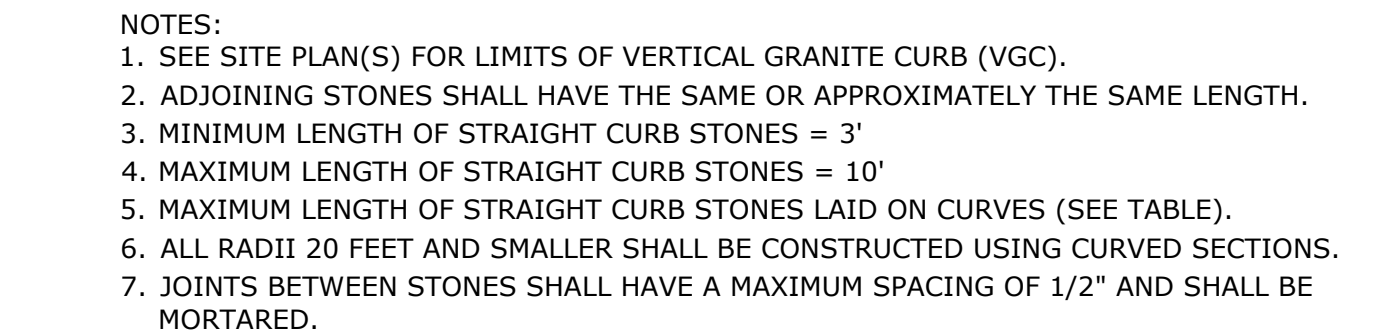 NOTES:
1. SEE SITE PLAN(S) FOR LIMITS OF VERTICAL GRANITE CURB (VGC).
2. ADJOINING STONES SHALL HAVE THE SAME OR APPROXIMATELY THE SAME LENGTH.
3. MINIMUM LENGTH OF STRAIGHT CURB STONES = 3'
4. MAXIMUM LENGTH OF STRAIGHT CURB STONES = 10'
5. MAXIMUM LENGTH OF STRAIGHT CURB STONES LAID ON CURVES (SEE TABLE).
6. ALL RADII 20 FEET AND SMALLER SHALL BE CONSTRUCTED USING CURVED SECTIONS.
7. JOINTS BETWEEN STONES SHALL HAVE A MAXIMUM SPACING OF 1/2" AND SHALL BE
MORTARED.